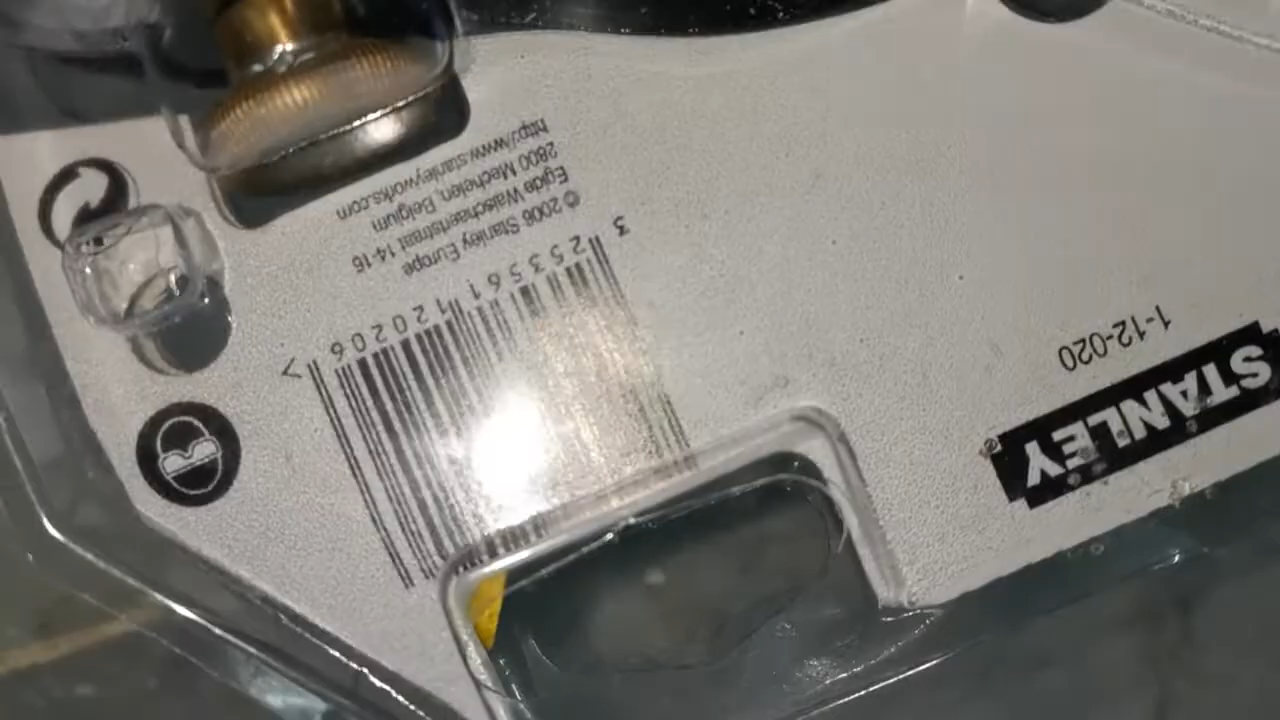 STANLEY
1-12-020
3 253561 120206 >
© 2006 Stanley Europe
Egide Walschaertsstraat 14-16
2800 Mechelen, Belgium
http://www.stanleyworks.com